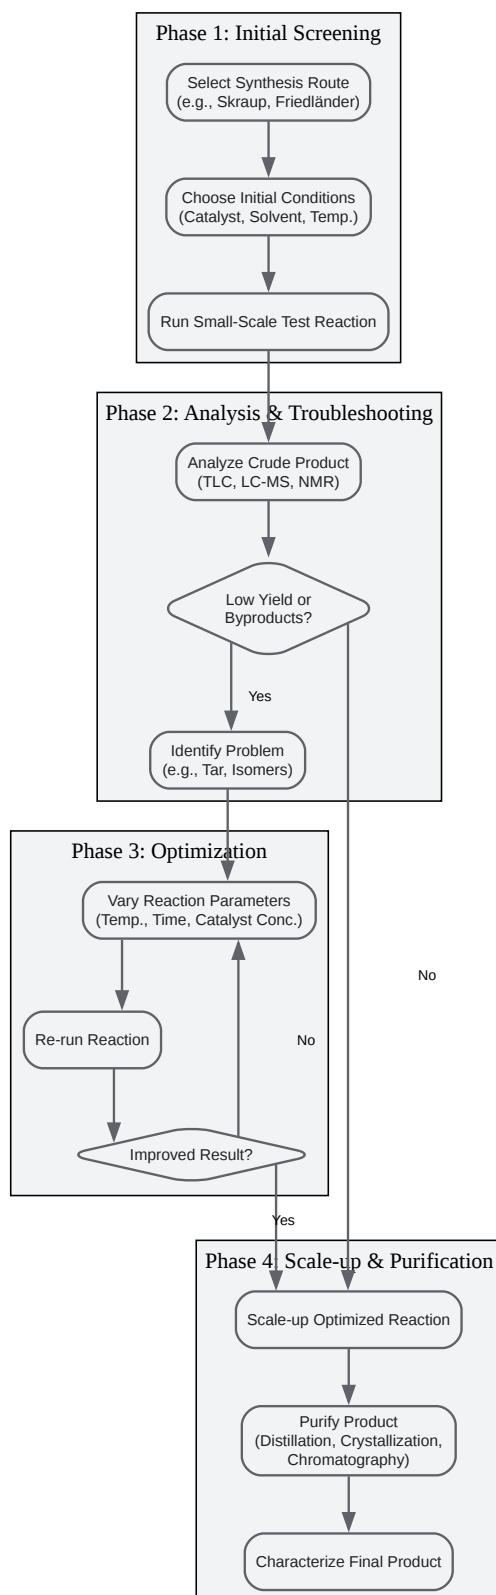 Phase 1: Initial Screening
Select Synthesis Route
(e.g., Skraup, Friedländer)
Choose Initial Conditions
(Catalyst, Solvent, Temp.)
Run Small-Scale Test Reaction
Phase 2: Analysis & Troubleshooting
Analyze Crude Product
(TLC, LC-MS, NMR)
Low Yield or
Byproducts?
Yes
Identify Problem
(e.g., Tar, Isomers)
Phase 3: Optimization
Vary Reaction Parameters
(Temp., Time, Catalyst Conc.)
No
Re-run Reaction
No
Improved Result?
Yes
Phase 4: Scale-up & Purification
Scale-up Optimized Reaction
Purify Product
(Distillation, Crystallization,
Chromatography)
Characterize Final Product